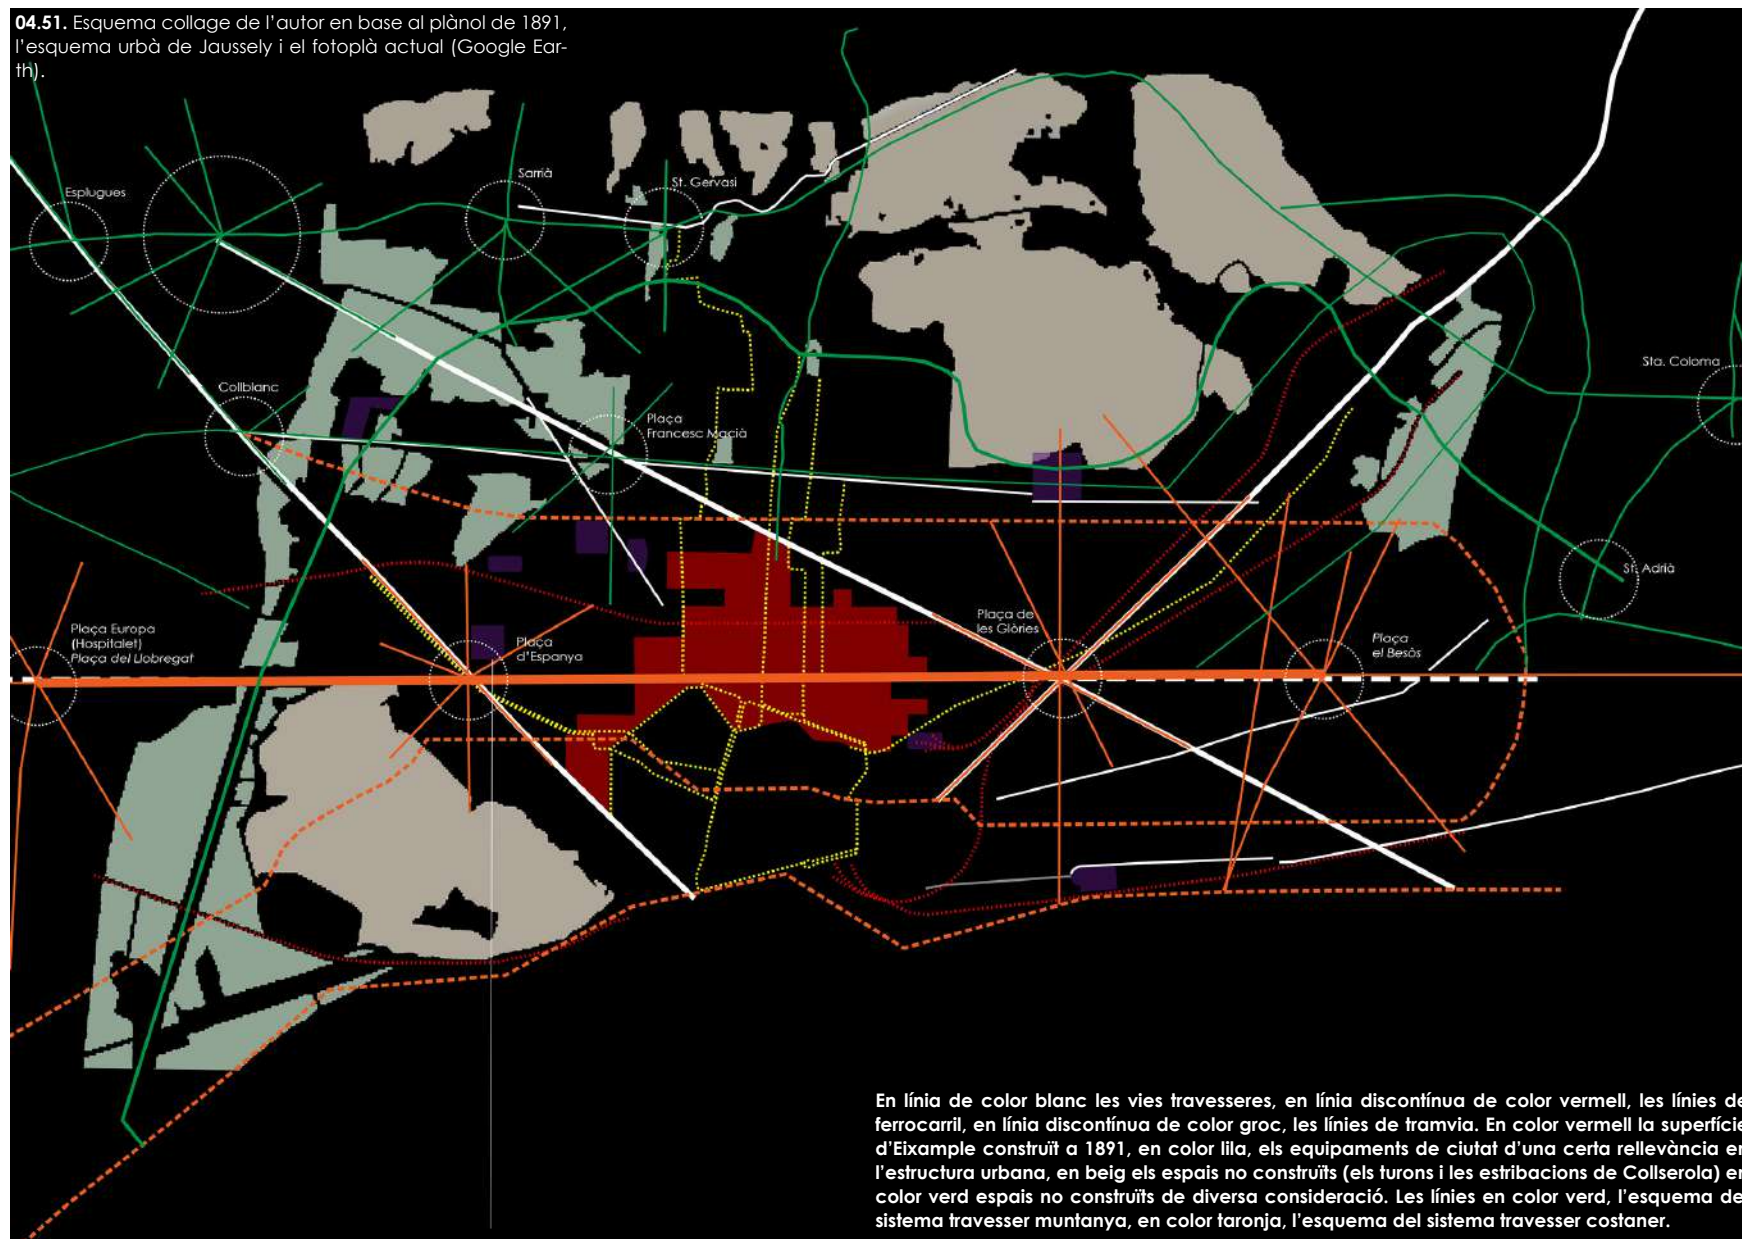 04.51. Esquema collage de l'autor en base al plànol de 1891,
l'esquema urbà de Jaussely i el fotoplà actual (Google Ear-
th).
Esplugues
Sarrià
St. Gervasi
Sta. Coloma
Collblanc
Plaça
Francesc Macià
St. Adrià
Plaça Europa
(Hospitalet)
Plaça del Llobregat
Plaça
d'Espanya
Plaça de
les Glòries
Plaça
el Besòs
En línia de color blanc les vies travesseres, en línia discontínua de color vermell, les línies de
ferrocarril, en línia discontínua de color groc, les línies de tramvia. En color vermell la superfície
d'Eixample construït a 1891, en color lila, els equipaments de ciutat d'una certa rellevància en
l'estructura urbana, en beig els espais no construïts (els turons i les estribacions de Collserola) en
color verd espais no construïts de diversa consideració. Les línies en color verd, l'esquema del
sistema travesser muntanya, en color taronja, l'esquema del sistema travesser costaner.